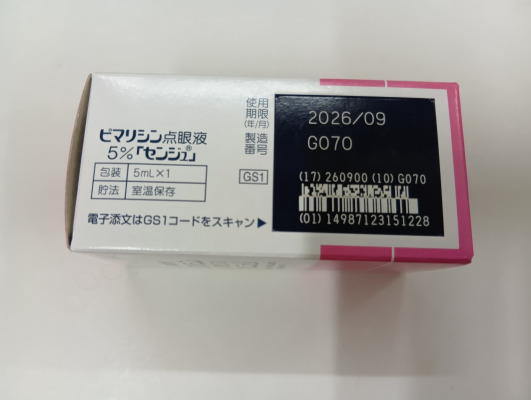 ピマリシン点眼液
5%「センジュ」®
包装 5mL×1
貯法 室温保存
電子添文はGS1コードをスキャン▶
使用
期限
(年/月)
製造
番号
GS1
2026/09
G070
(17) 260900 (10) G070
(01) 14987123151228